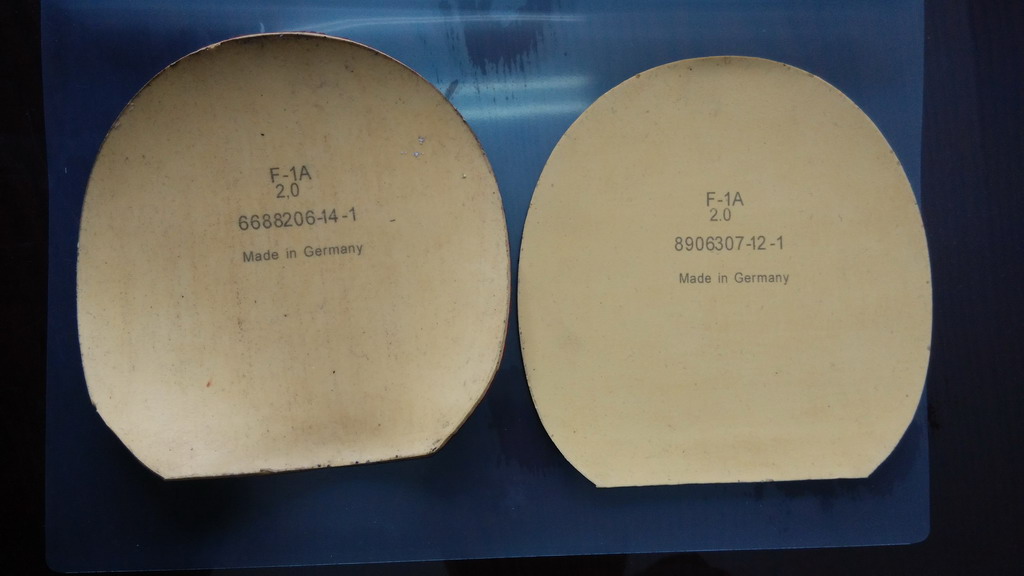 F-1A
2.0
6688206-14-1
Made in Germany
F-1A
2.0
8906307-12-1
Made in Germany